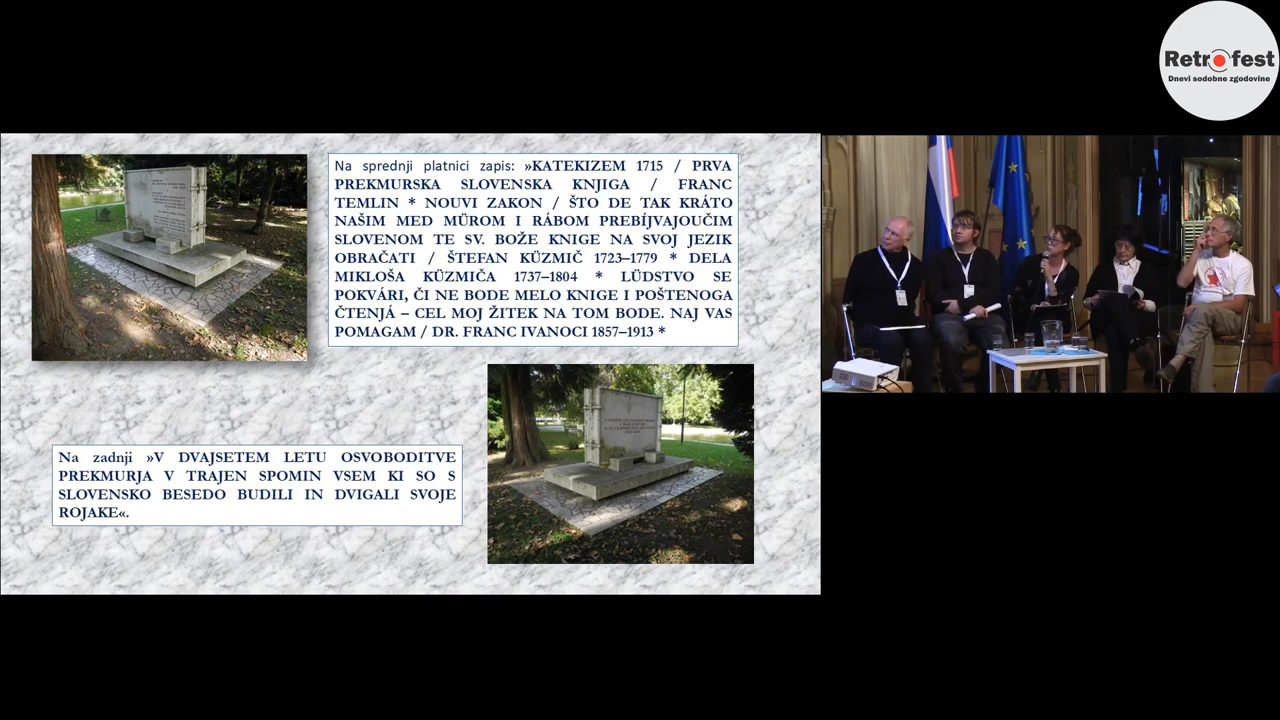 Retrofest
Dnevi sodobne zgodovine
Na sprednji platnici zapis: »KATEKIZEM 1715 / PRVA
PREKMURSKA SLOVENSKA KNJIGA / FRANC
TEMLIN * NOUVI ZAKON / ŠTO DE TAK KRÁTO
NAŠIM MED MÜROM I RÁBOM PREBÍJVAJOUČIM
SLOVENOM TE SV. BOŽE KNIGE NA SVOJ JEZIK
OBRAČATI / ŠTEFAN KÜZMIČ 1723–1779 * DELA
MIKLOŠA KÜZMIČA 1737–1804 * LÜDSTVO SE
POKVÁRI, ČI NE BODE MELO KNIGE I POŠTENOGA
ČTENJÁ – CEL MOJ ŽITEK NA TOM BODE. NAJ VAS
POMAGAM / DR. FRANC IVANOCI 1857–1913 *
Na zadnji »V DVAJSETEM LETU OSVOBODITVE
PREKMURJA V TRAJEN SPOMIN VSEM KI SO S
SLOVENSKO BESEDO BUDILI IN DVIGALI SVOJE
ROJAKE«.